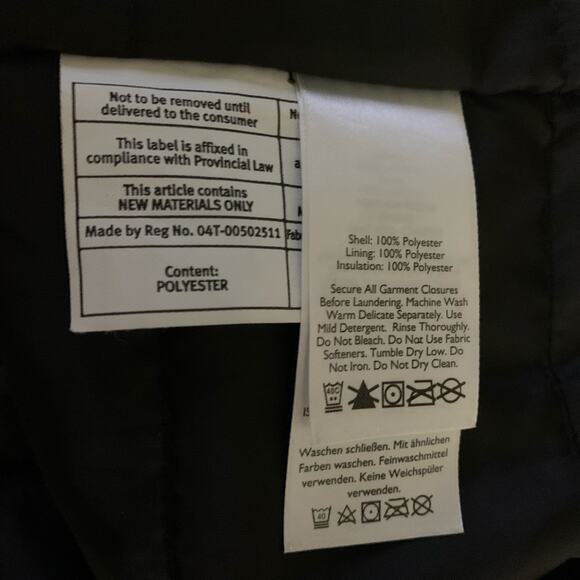 Not to be removed until
delivered to the consumer
This label is affixed in
compliance with Provincial Law
This article contains
NEW MATERIALS ONLY
Made by Reg No. 04T-00502511
Content:
POLYESTER
Shell: 100% Polyester
Lining: 100% Polyester
Insulation: 100% Polyester
Secure All Garment Closures
Before Laundering. Machine Wash
Warm Delicate Separately. Use
Mild Detergent. Rinse Thoroughly.
Do Not Bleach. Do Not Use Fabric
Softeners. Tumble Dry Low. Do
Not Iron. Do Not Dry Clean.
40C
Waschen schließen. Mit ähnlichen
Farben waschen. Feinwaschmittel
verwenden. Keine Weichspüler
verwenden.
40